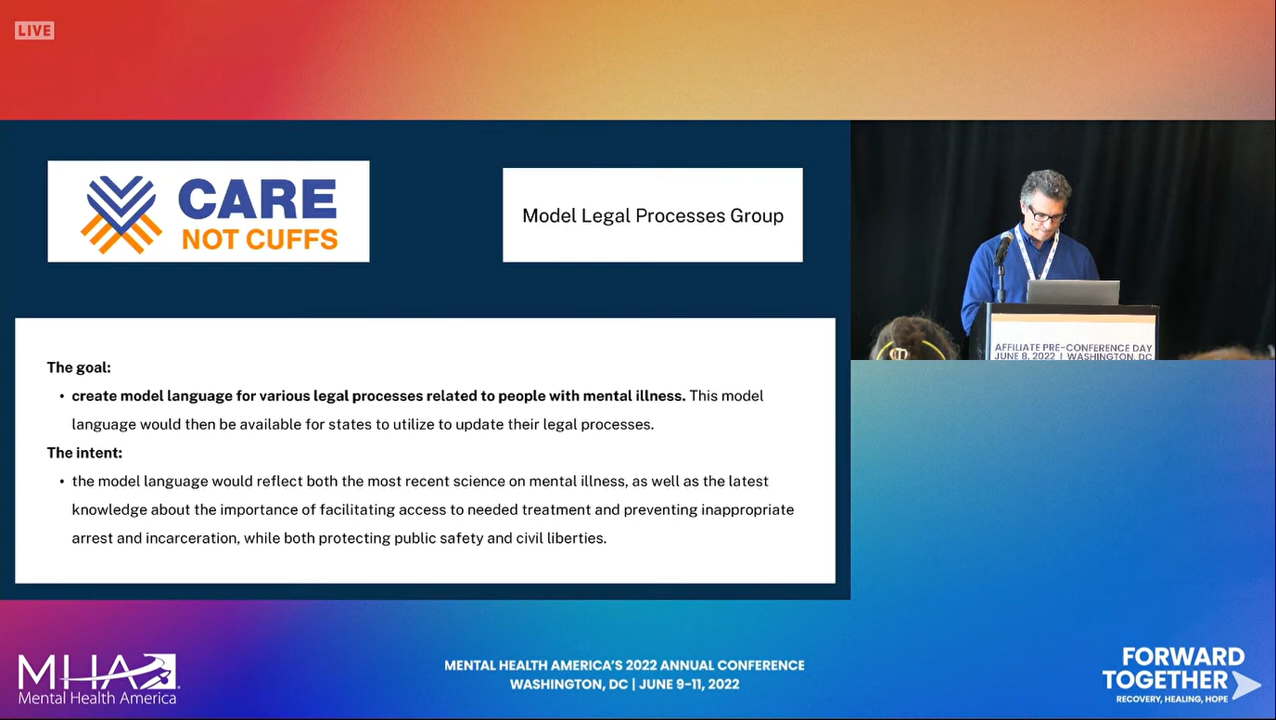 LIVE
CARE
NOT CUFFS
Model Legal Processes Group
The goal:
• create model language for various legal processes related to people with mental illness. This model
language would then be available for states to utilize to update their legal processes.
The intent:
• the model language would reflect both the most recent science on mental illness, as well as the latest
knowledge about the importance of facilitating access to needed treatment and preventing inappropriate
arrest and incarceration, while both protecting public safety and civil liberties.
AFFILIATE PRE-CONFERENCE DAY
JUNE 8, 2022 | WASHINGTON, DC
MHA
Mental Health America
MENTAL HEALTH AMERICA'S 2022 ANNUAL CONFERENCE
WASHINGTON, DC | JUNE 9-11, 2022
FORWARD
TOGETHER
RECOVERY, HEALING, HOPE